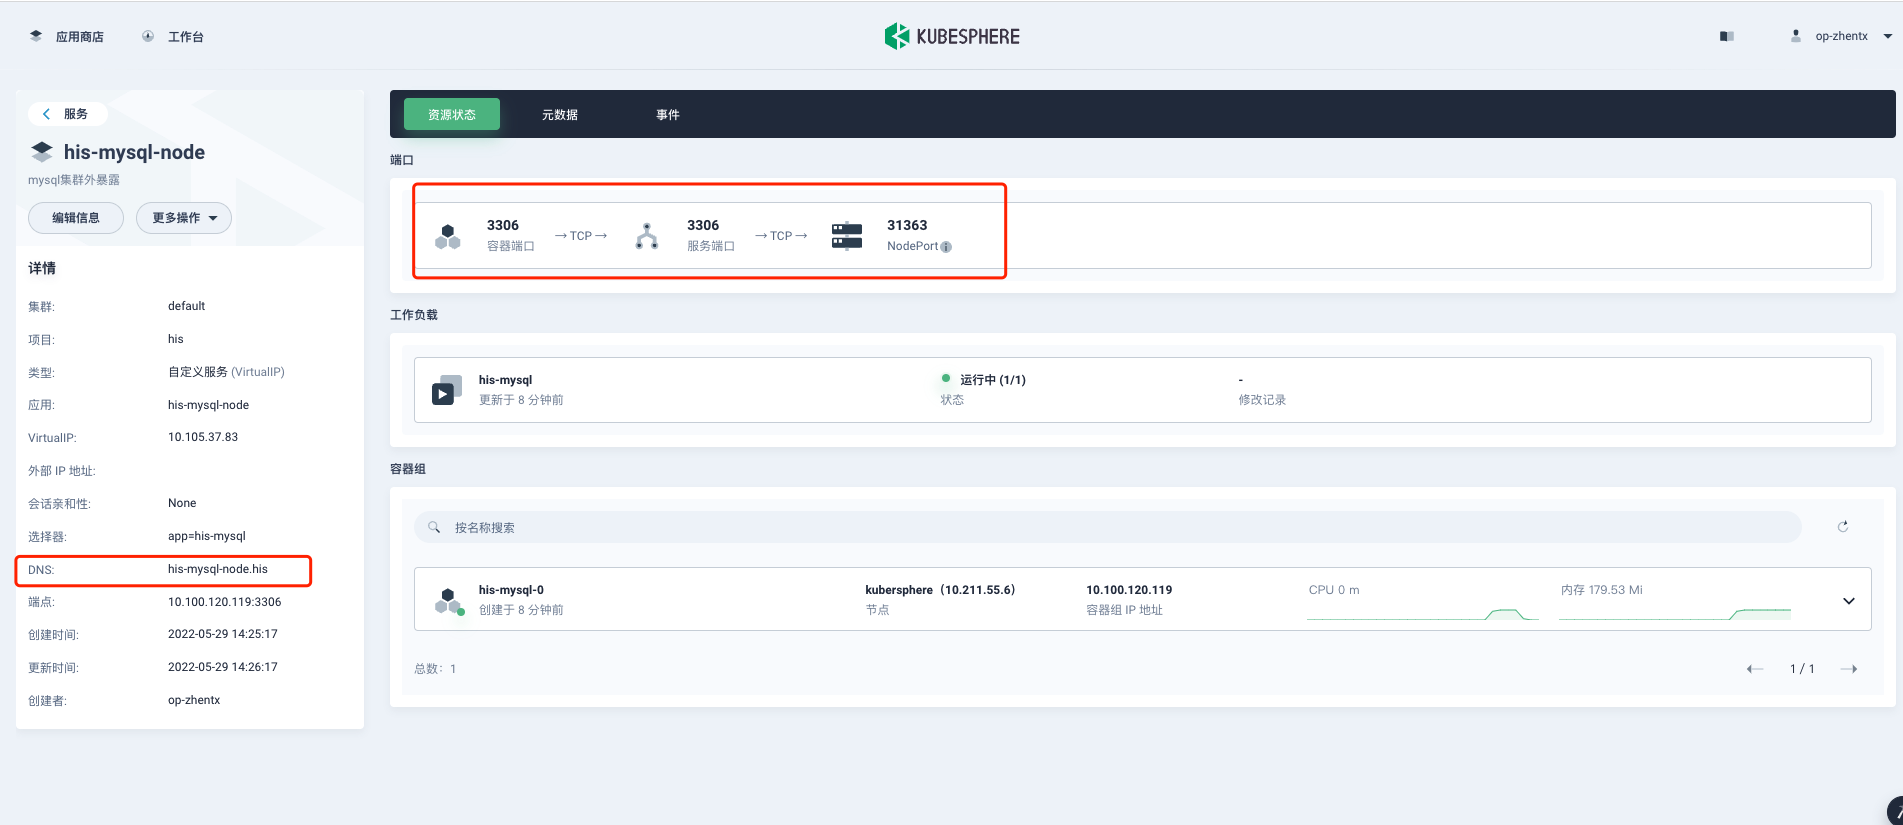 应用商店
工作台
KUBESPHERE
op-zhentx
服务
his-mysql-node
mysql集群外暴露
编辑信息
更多操作
详情
集群: default
项目: his
类型: 自定义服务 (VirtualIP)
应用: his-mysql-node
VirtualIP: 10.105.37.83
外部 IP 地址:
会话亲和性: None
选择器: app=his-mysql
DNS: his-mysql-node.his
端点: 10.100.120.119:3306
创建时间: 2022-05-29 14:25:17
更新时间: 2022-05-29 14:26:17
创建者: op-zhentx
资源状态
元数据
事件
端口
3306
容器端口
→TCP→
3306
服务端口
→TCP→
31363
NodePort
工作负载
his-mysql
更新于 8 分钟前
运行中 (1/1)
状态
-
修改记录
容器组
按名称搜索
his-mysql-0
创建于 8 分钟前
kubersphere（10.211.55.6）
节点
10.100.120.119
容器组 IP 地址
CPU 0 m
内存 179.53 Mi
总数：1
1 / 1